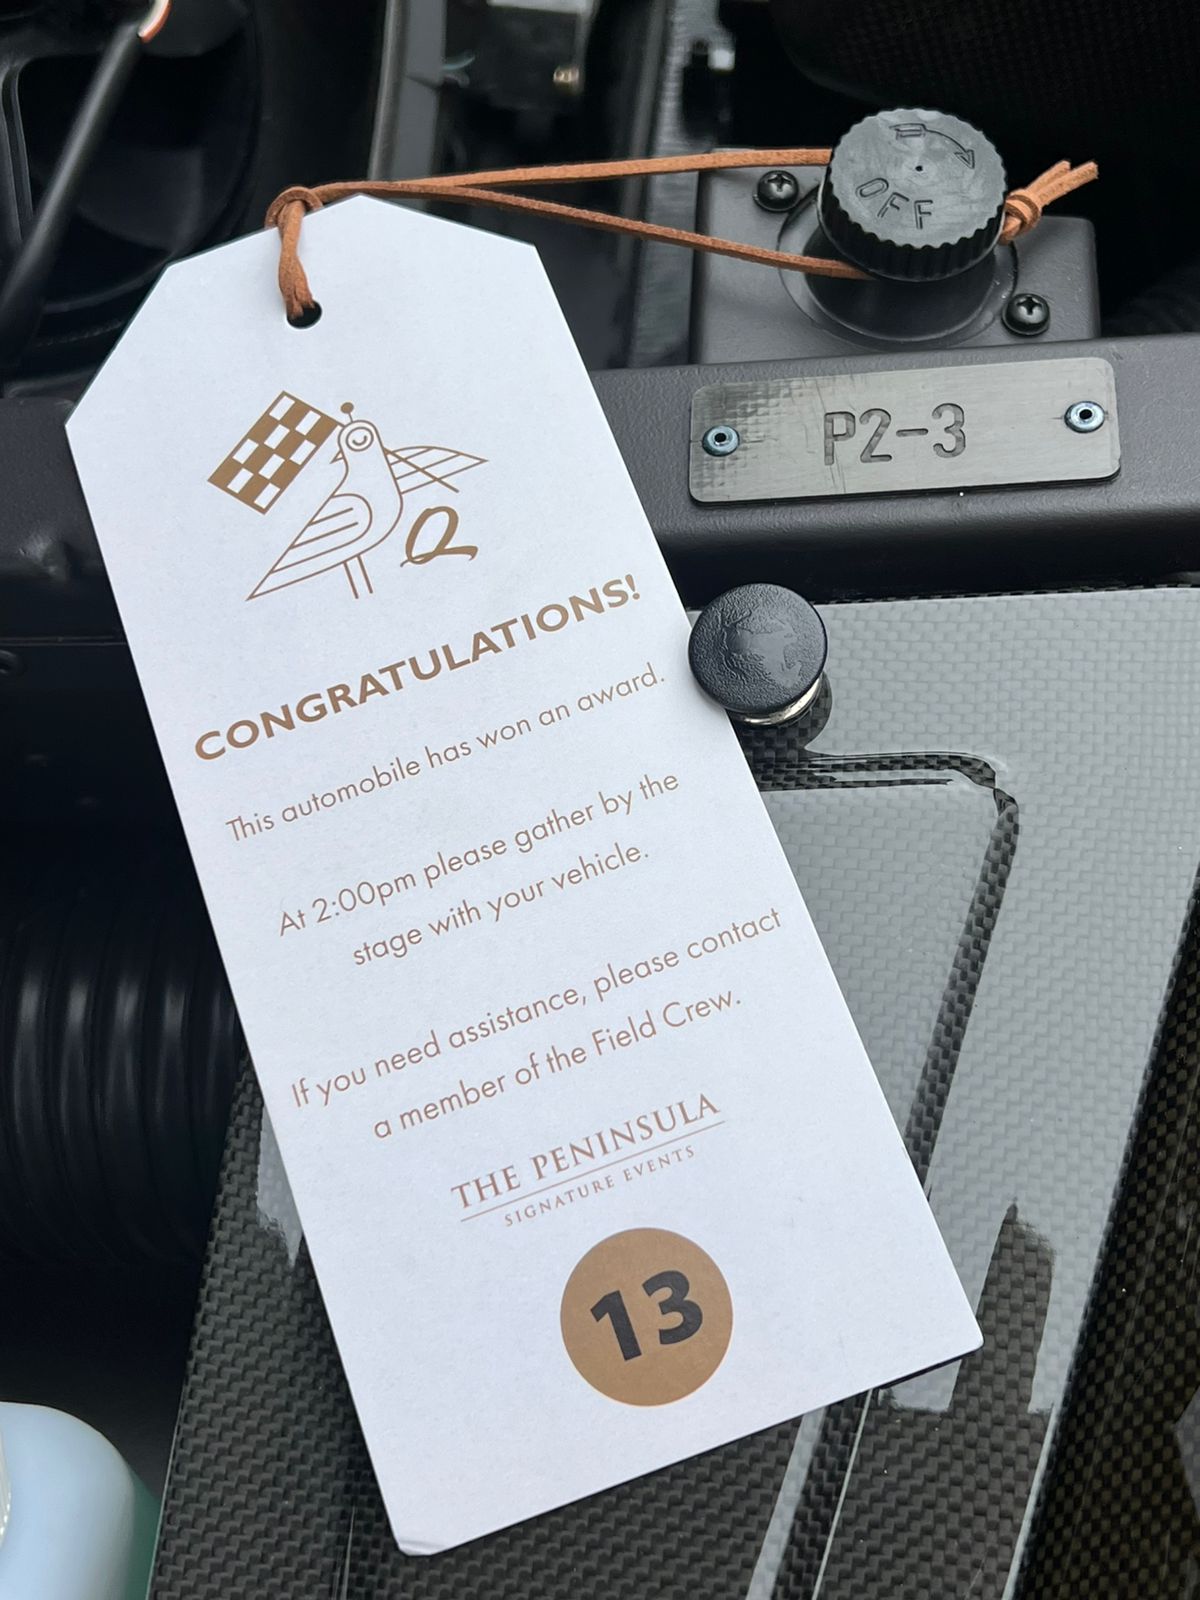 OFF
P2-3
Q
CONGRATULATIONS!
This automobile has won an award.
At 2:00pm please gather by the
stage with your vehicle.
If you need assistance, please contact
a member of the Field Crew.
THE PENINSULA
SIGNATURE EVENTS
13